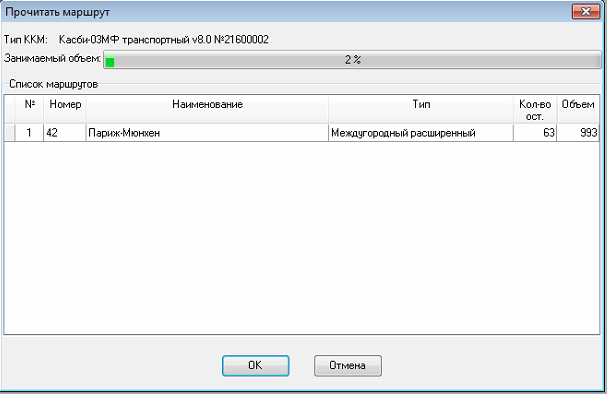 Прочитать маршрут
Тип ККМ: Касби-03МФ транспортный v8.0 №21600002
Занимаемый объем: 2 %
Список маршрутов
№ Номер Наименование Тип Кол-во ост. Объем
1 42 Париж-Мюнхен Междугородный расширенный 63 993
OK Отмена